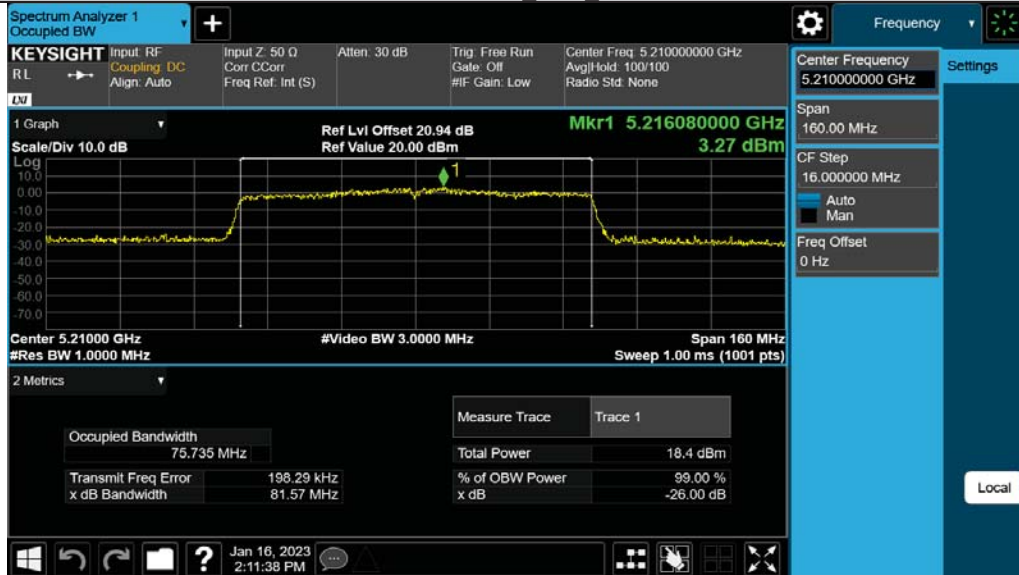 Spectrum Analyzer 1
Occupied BW
+
Frequency
KEYSIGHT
RL
LXI
Input: RF
Coupling: DC
Align: Auto
Input Z: 50 Ω
Corr CCorr
Freq Ref: Int (S)
Atten: 30 dB
Trig: Free Run
Gate: Off
#IF Gain: Low
Center Freq: 5.210000000 GHz
Avg|Hold: 100/100
Radio Std: None
Center Frequency
5.210000000 GHz
Settings
Span
160.00 MHz
CF Step
16.000000 MHz
Auto
Man
Freq Offset
0 Hz
Local
1 Graph
Scale/Div 10.0 dB
Ref Lvl Offset 20.94 dB
Ref Value 20.00 dBm
Mkr1 5.216080000 GHz
3.27 dBm
Log
10.0
0.00
-10.0
-20.0
-30.0
-40.0
-50.0
-60.0
-70.0
1
Center 5.21000 GHz
#Res BW 1.0000 MHz
#Video BW 3.0000 MHz
Span 160 MHz
Sweep 1.00 ms (1001 pts)
2 Metrics
Measure Trace
Trace 1
Occupied Bandwidth
75.735 MHz
Total Power
18.4 dBm
Transmit Freq Error
198.29 kHz
% of OBW Power
99.00 %
x dB Bandwidth
81.57 MHz
x dB
-26.00 dB
?
Jan 16, 2023
2:11:38 PM